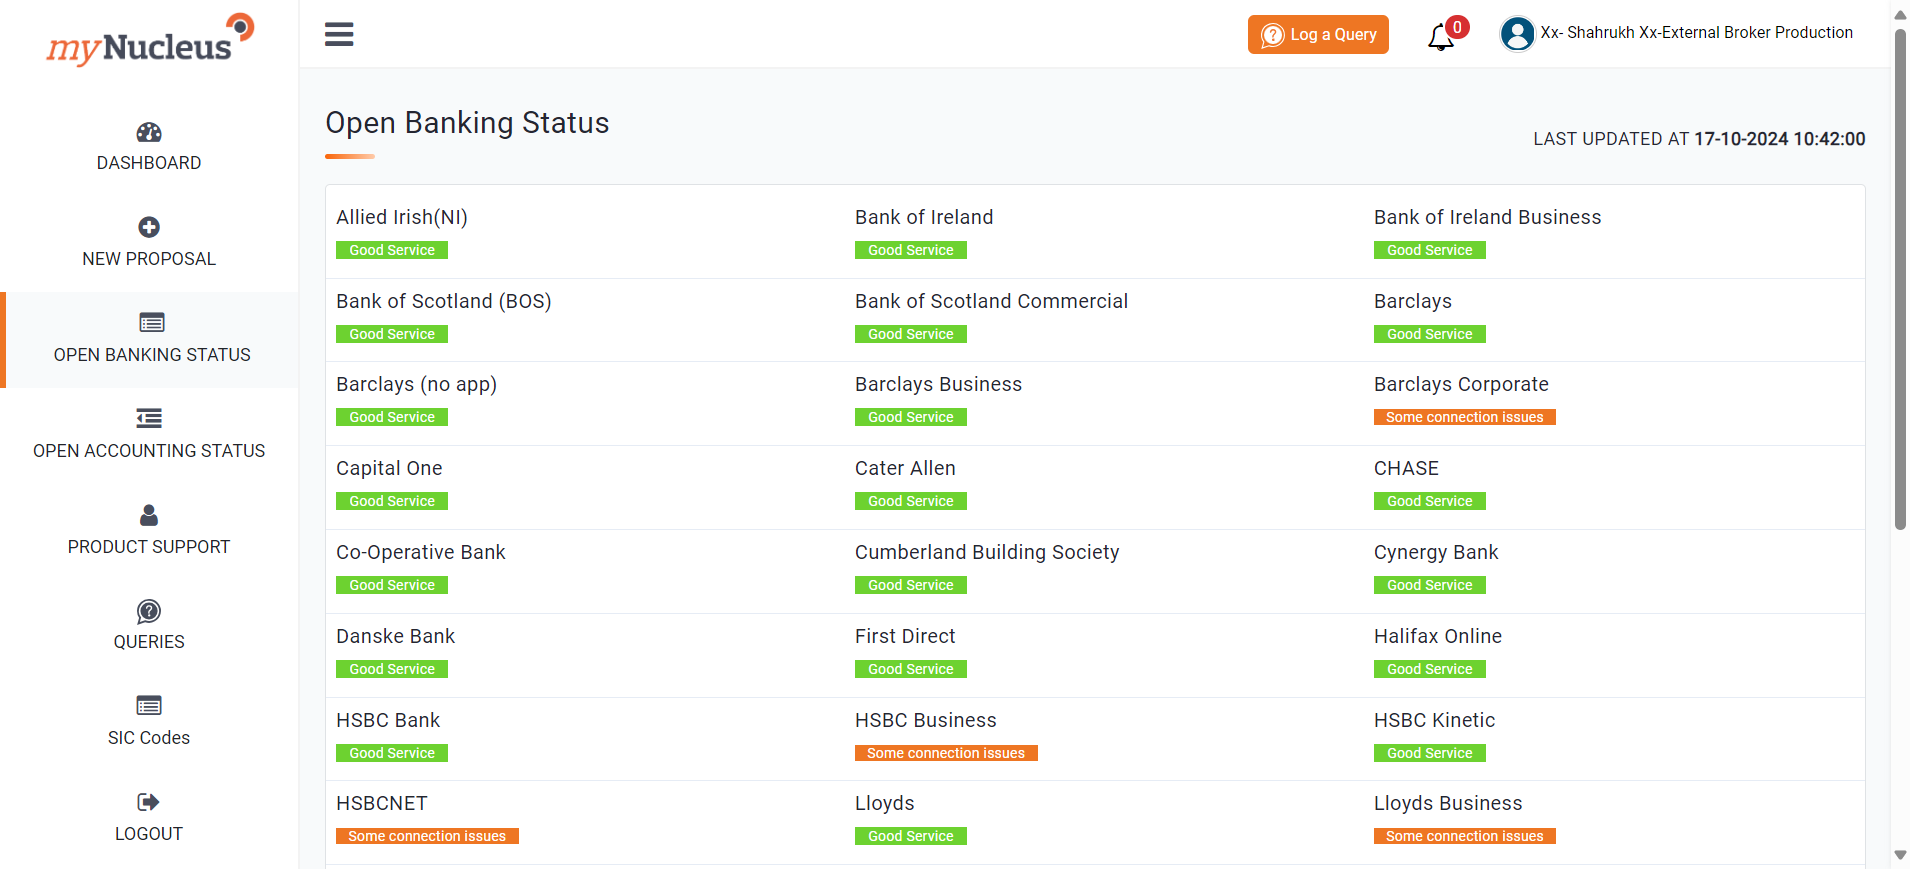 myNucleus
Log a Query
0
Xx- Shahrukh Xx-External Broker Production
DASHBOARD
NEW PROPOSAL
OPEN BANKING STATUS
OPEN ACCOUNTING STATUS
PRODUCT SUPPORT
QUERIES
SIC Codes
LOGOUT
Open Banking Status
LAST UPDATED AT 17-10-2024 10:42:00
Allied Irish(NI)
Good Service
Bank of Ireland
Good Service
Bank of Ireland Business
Good Service
Bank of Scotland (BOS)
Good Service
Bank of Scotland Commercial
Good Service
Barclays
Good Service
Barclays (no app)
Good Service
Barclays Business
Good Service
Barclays Corporate
Some connection issues
Capital One
Good Service
Cater Allen
Good Service
CHASE
Good Service
Co-Operative Bank
Good Service
Cumberland Building Society
Good Service
Cynergy Bank
Good Service
Danske Bank
Good Service
First Direct
Good Service
Halifax Online
Good Service
HSBC Bank
Good Service
HSBC Business
Some connection issues
HSBC Kinetic
Good Service
HSBCNET
Some connection issues
Lloyds
Good Service
Lloyds Business
Some connection issues